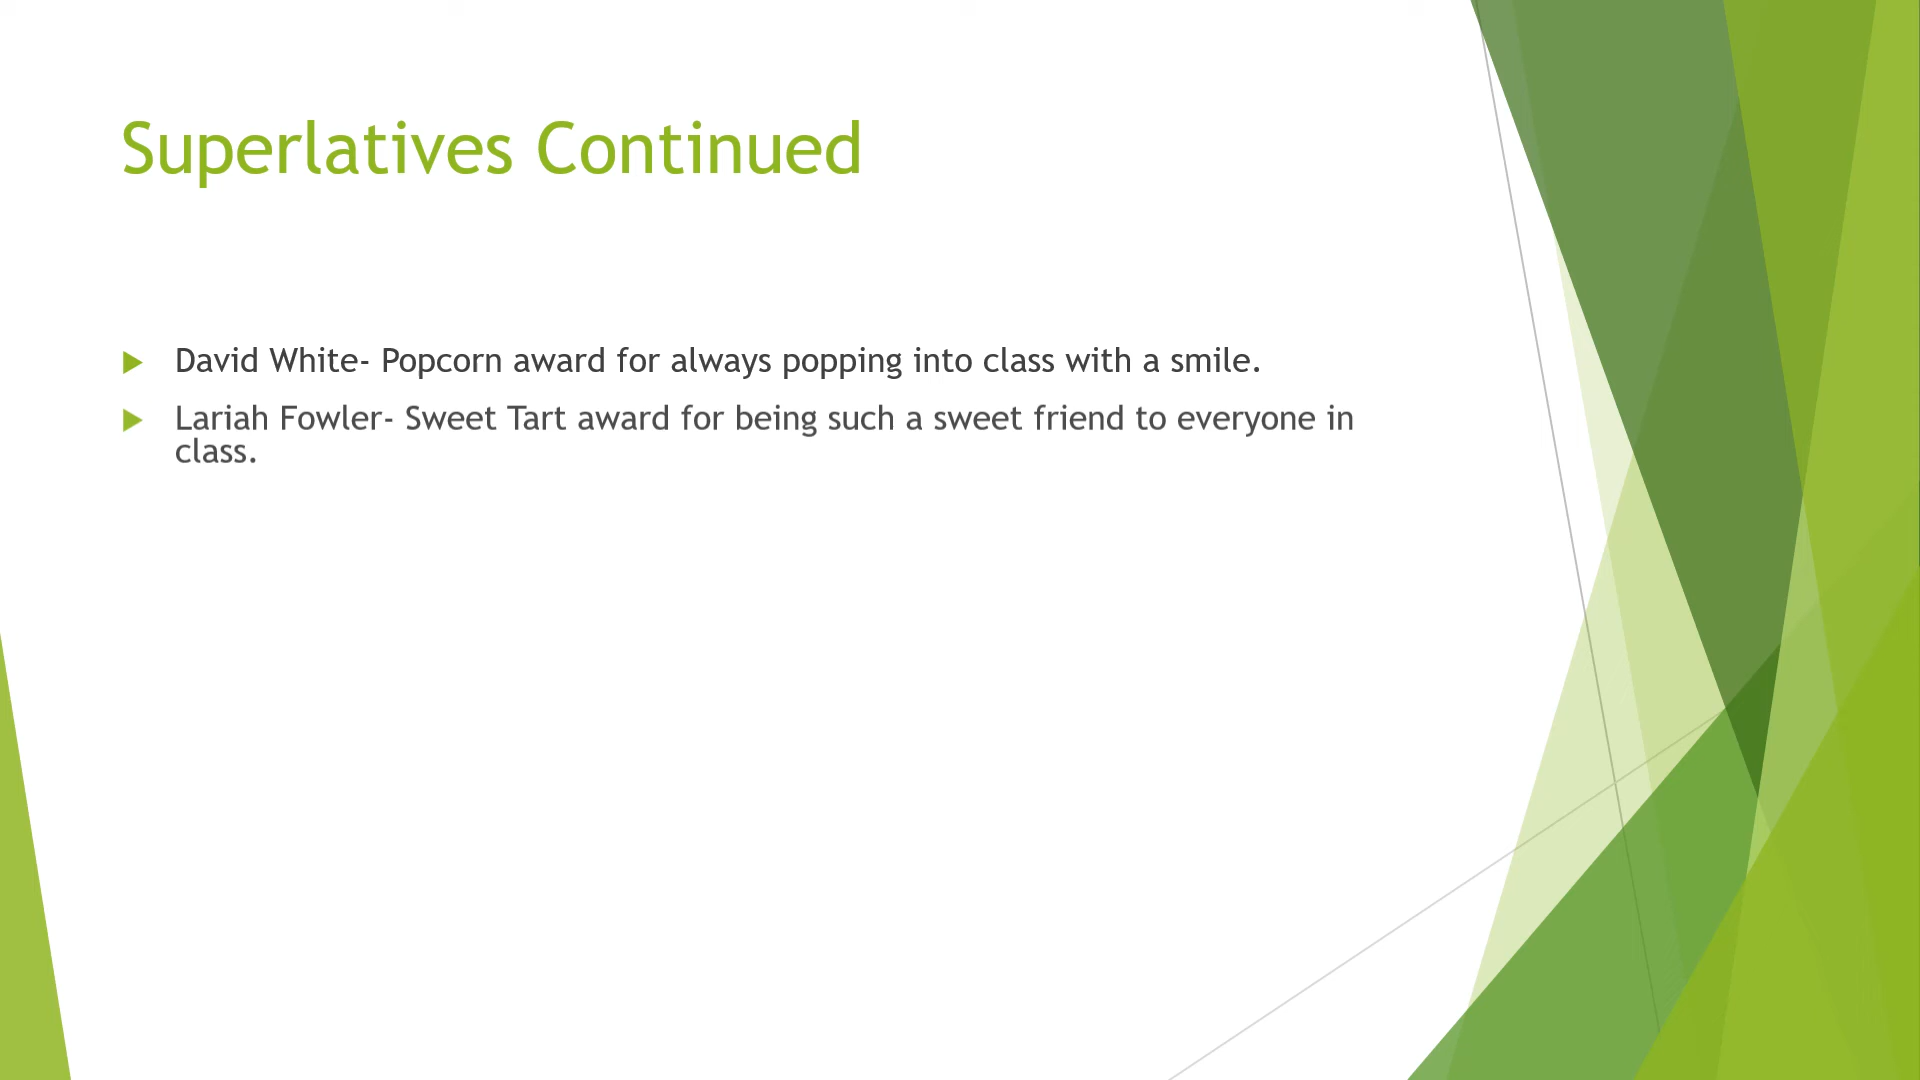 Superlatives Continued
David White- Popcorn award for always popping into class with a smile.
Lariah Fowler- Sweet Tart award for being such a sweet friend to everyone in
class.